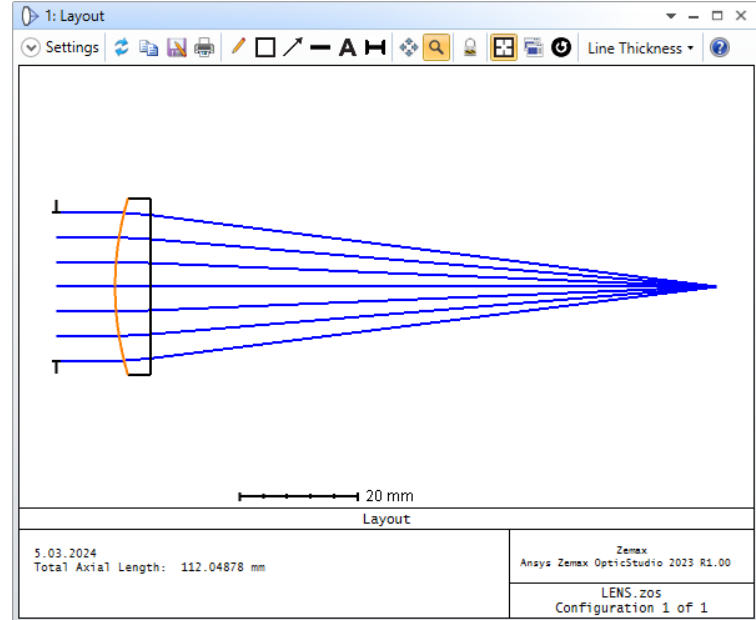 1: Layout
Settings
A
Line Thickness
20 mm
Layout
5.03.2024
Total Axial Length: 112.04878 mm
Zemax
Ansys Zemax OpticStudio 2023 R1.00
LENS.zos
Configuration 1 of 1